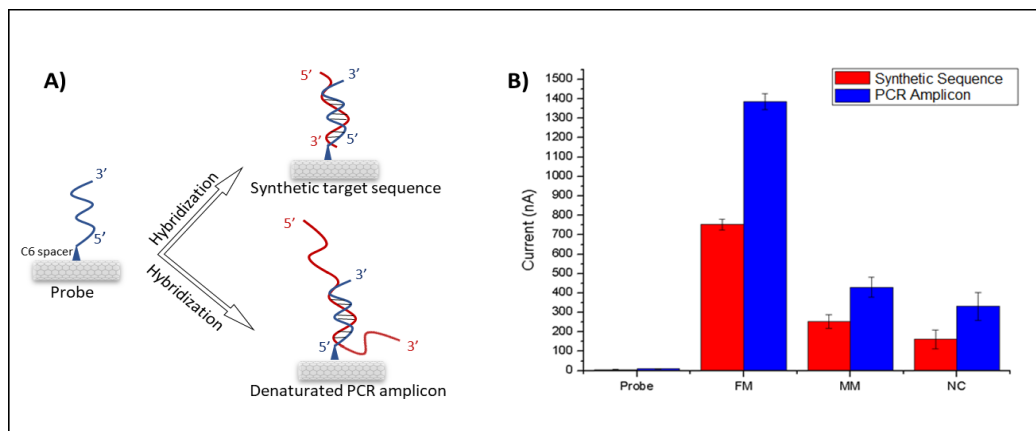 A)
5’
3’
3’
5’
Synthetic target sequence
Hybridization
3’
5’
C6 spacer
Probe
Hybridization
5’
3’
5’
3’
Denaturated PCR amplicon
B)
Synthetic Sequence
PCR Amplicon
Current (nA)
1500
1400
1300
1200
1100
1000
900
800
700
600
500
400
300
200
100
0
Probe
FM
MM
NC